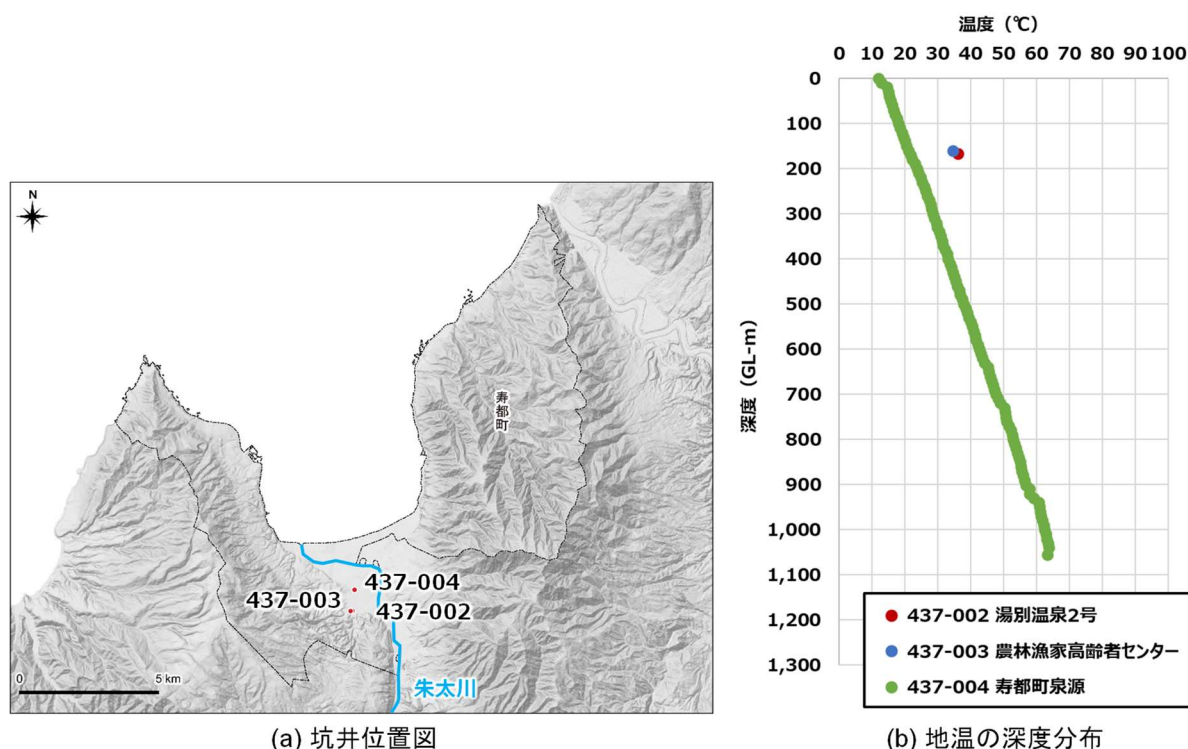 N
寿都町
437-004
437-003
437-002
0
5 km
朱太川
(a) 坑井位置図
温度（℃）
0 10 20 30 40 50 60 70 80 90 100
深度（GL-m）
0
100
200
300
400
500
600
700
800
900
1,000
1,100
1,200
1,300
437-002 湯別温泉2号
437-003 農林漁家高齢者センター
437-004 寿都町泉源
(b) 地温の深度分布